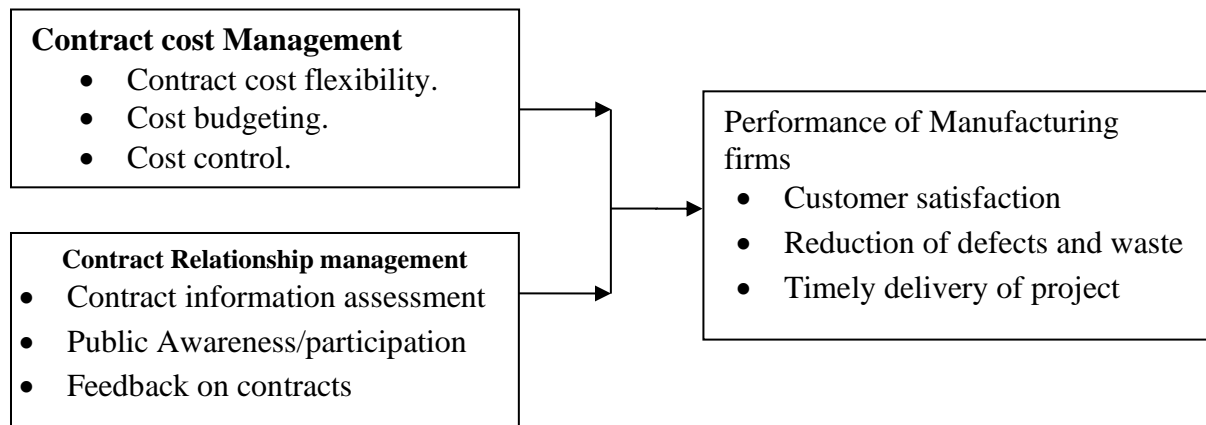 Contract cost Management
• Contract cost flexibility.
• Cost budgeting.
• Cost control.
Contract Relationship management
• Contract information assessment
• Public Awareness/participation
• Feedback on contracts
Performance of Manufacturing
firms
• Customer satisfaction
• Reduction of defects and waste
• Timely delivery of project